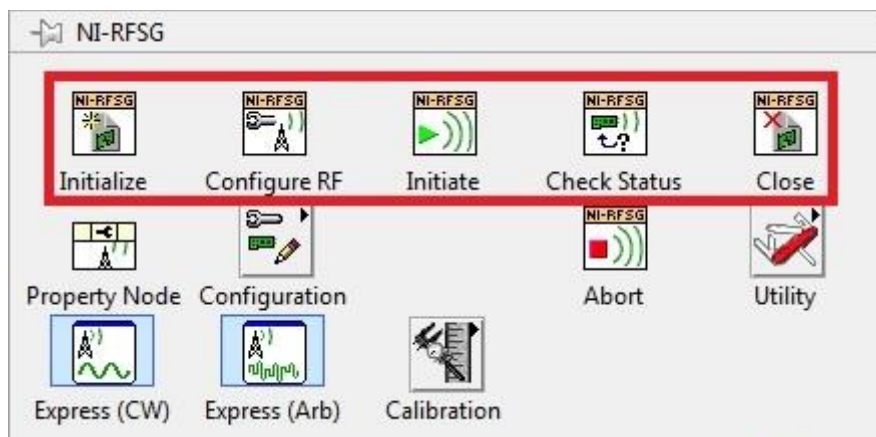 NI-RFSG
NI-RFSG NI-RFSG NI-RFSG NI-RFSG NI-RFSG
Initialize Configure RF Initiate Check Status Close
NI-RFSG
Property Node Configuration Abort Utility
Express (CW) Express (Arb) Calibration